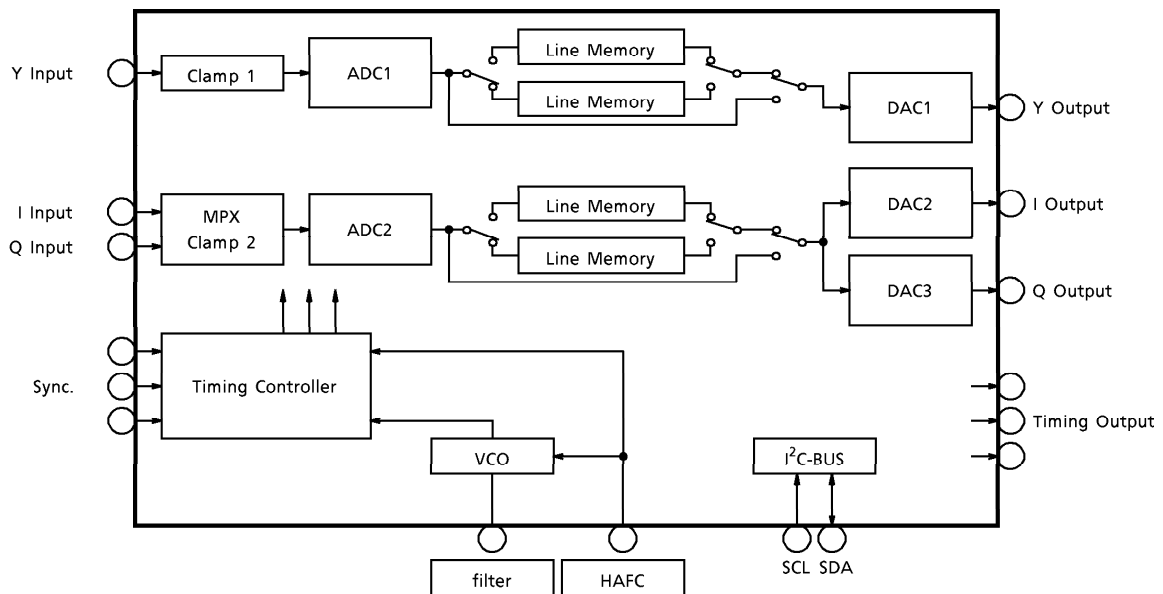 Y Input
Clamp 1
ADC1
Line Memory
Line Memory
DAC1
Y Output
I Input
Q Input
MPX
Clamp 2
ADC2
Line Memory
Line Memory
DAC2
I Output
DAC3
Q Output
Sync.
Timing Controller
Timing Output
VCO
I²C-BUS
filter
HAFC
SCL SDA